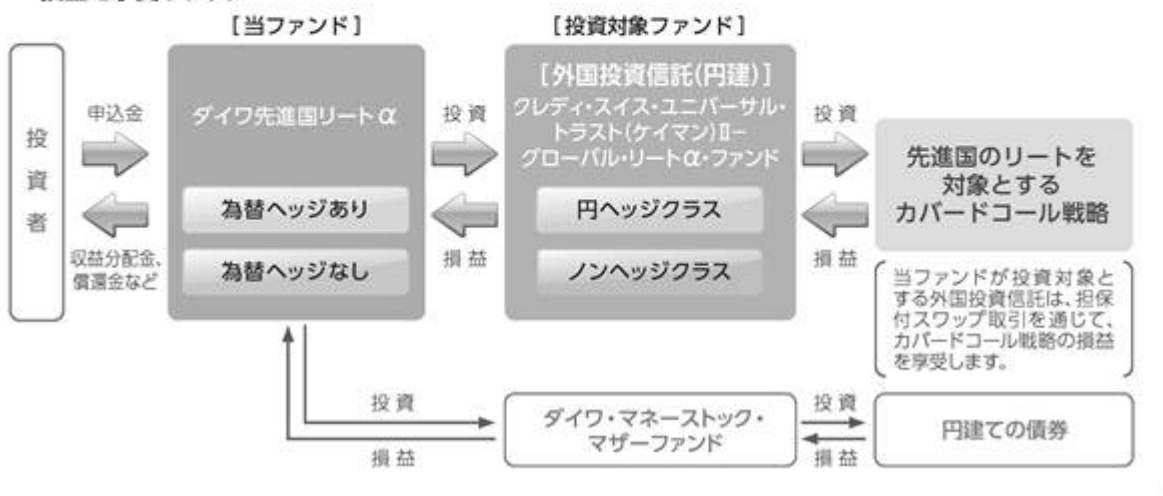 [当ファンド]
[投資対象ファンド]
投資者
申込金
収益分配金、
償還金など
ダイワ先進国リートα
為替ヘッジあり
為替ヘッジなし
投資
損益
[外国投資信託(円建)]
クレディ・スイス・ユニバーサル・
トラスト(ケイマン)Ⅱ－
グローバル・リートα・ファンド
円ヘッジクラス
ノンヘッジクラス
投資
損益
先進国のリートを
対象とする
カバードコール戦略
当ファンドが投資対象と
する外国投資信託は、担保
付スワップ取引を通じて、
カバードコール戦略の損益
を享受します。
投資
損益
ダイワ・マネーストック・
マザーファンド
投資
損益
円建ての債券